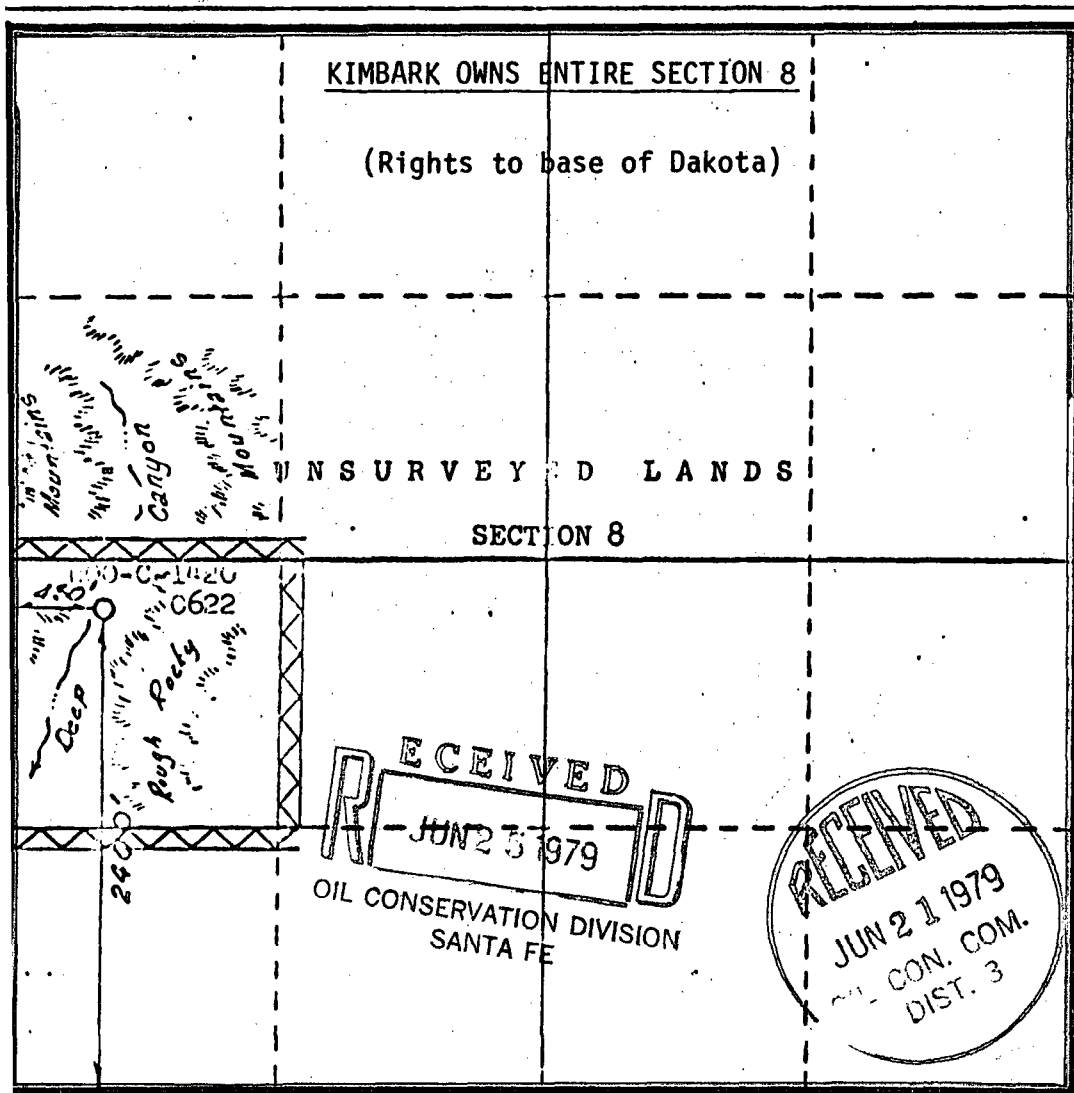 KIMBARK OWNS ENTIRE SECTION 8
(Rights to base of Dakota)
Mountains
Canyon
Mountains
UNSURVEYED LANDS
SECTION 8
0622
Deep
Rough Rocky
2400
RECEIVED
JUN 25 1979
OIL CONSERVATION DIVISION
SANTA FE
RECEIVED
JUN 21 1979
OIL CON. COM.
DIST. 3